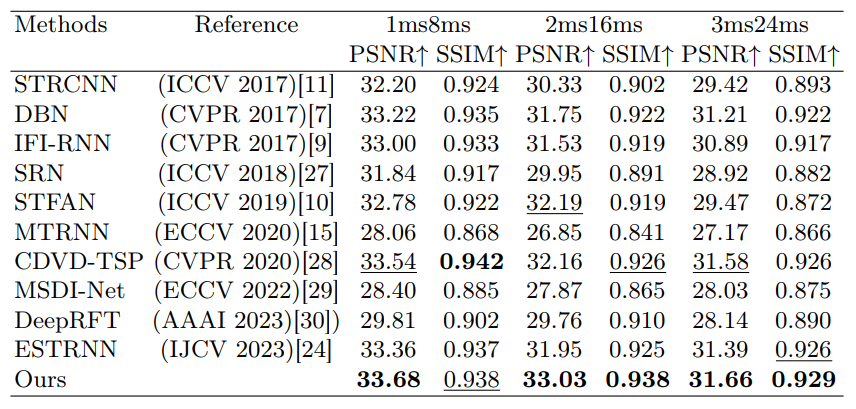 Methods Reference 1ms8ms 2ms16ms 3ms24ms
PSNR↑ SSIM↑ PSNR↑ SSIM↑ PSNR↑ SSIM↑
STRCNN (ICCV 2017)[11] 32.20 0.924 30.33 0.902 29.42 0.893
DBN (CVPR 2017)[7] 33.22 0.935 31.75 0.922 31.21 0.922
IFI-RNN (CVPR 2017)[9] 33.00 0.933 31.53 0.919 30.89 0.917
SRN (ICCV 2018)[27] 31.84 0.917 29.95 0.891 28.92 0.882
STFAN (ICCV 2019)[10] 32.78 0.922 32.19 0.919 29.47 0.872
MTRNN (ECCV 2020)[15] 28.06 0.868 26.85 0.841 27.17 0.866
CDVD-TSP (CVPR 2020)[28] 33.54 0.942 32.16 0.926 31.58 0.926
MSDI-Net (ECCV 2022)[29] 28.40 0.885 27.87 0.865 28.03 0.875
DeepRFT (AAAI 2023)[30]) 29.81 0.902 29.76 0.910 28.14 0.890
ESTRNN (IJCV 2023)[24] 33.36 0.937 31.95 0.925 31.39 0.926
Ours 33.68 0.938 33.03 0.938 31.66 0.929